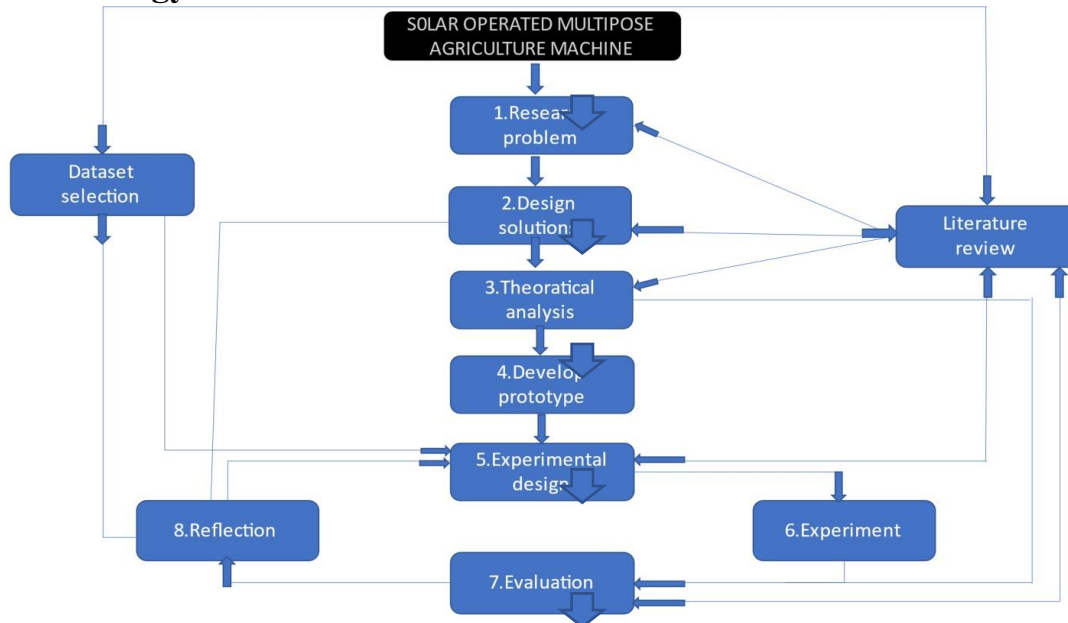 S0LAR OPERATED MULTIPOSE
AGRICULTURE MACHINE
1.Research
problem
Dataset
selection
2.Design
solutions
Literature
review
3.Theoratical
analysis
4.Develop
prototype
5.Experimental
design
8.Reflection
6.Experiment
7.Evaluation